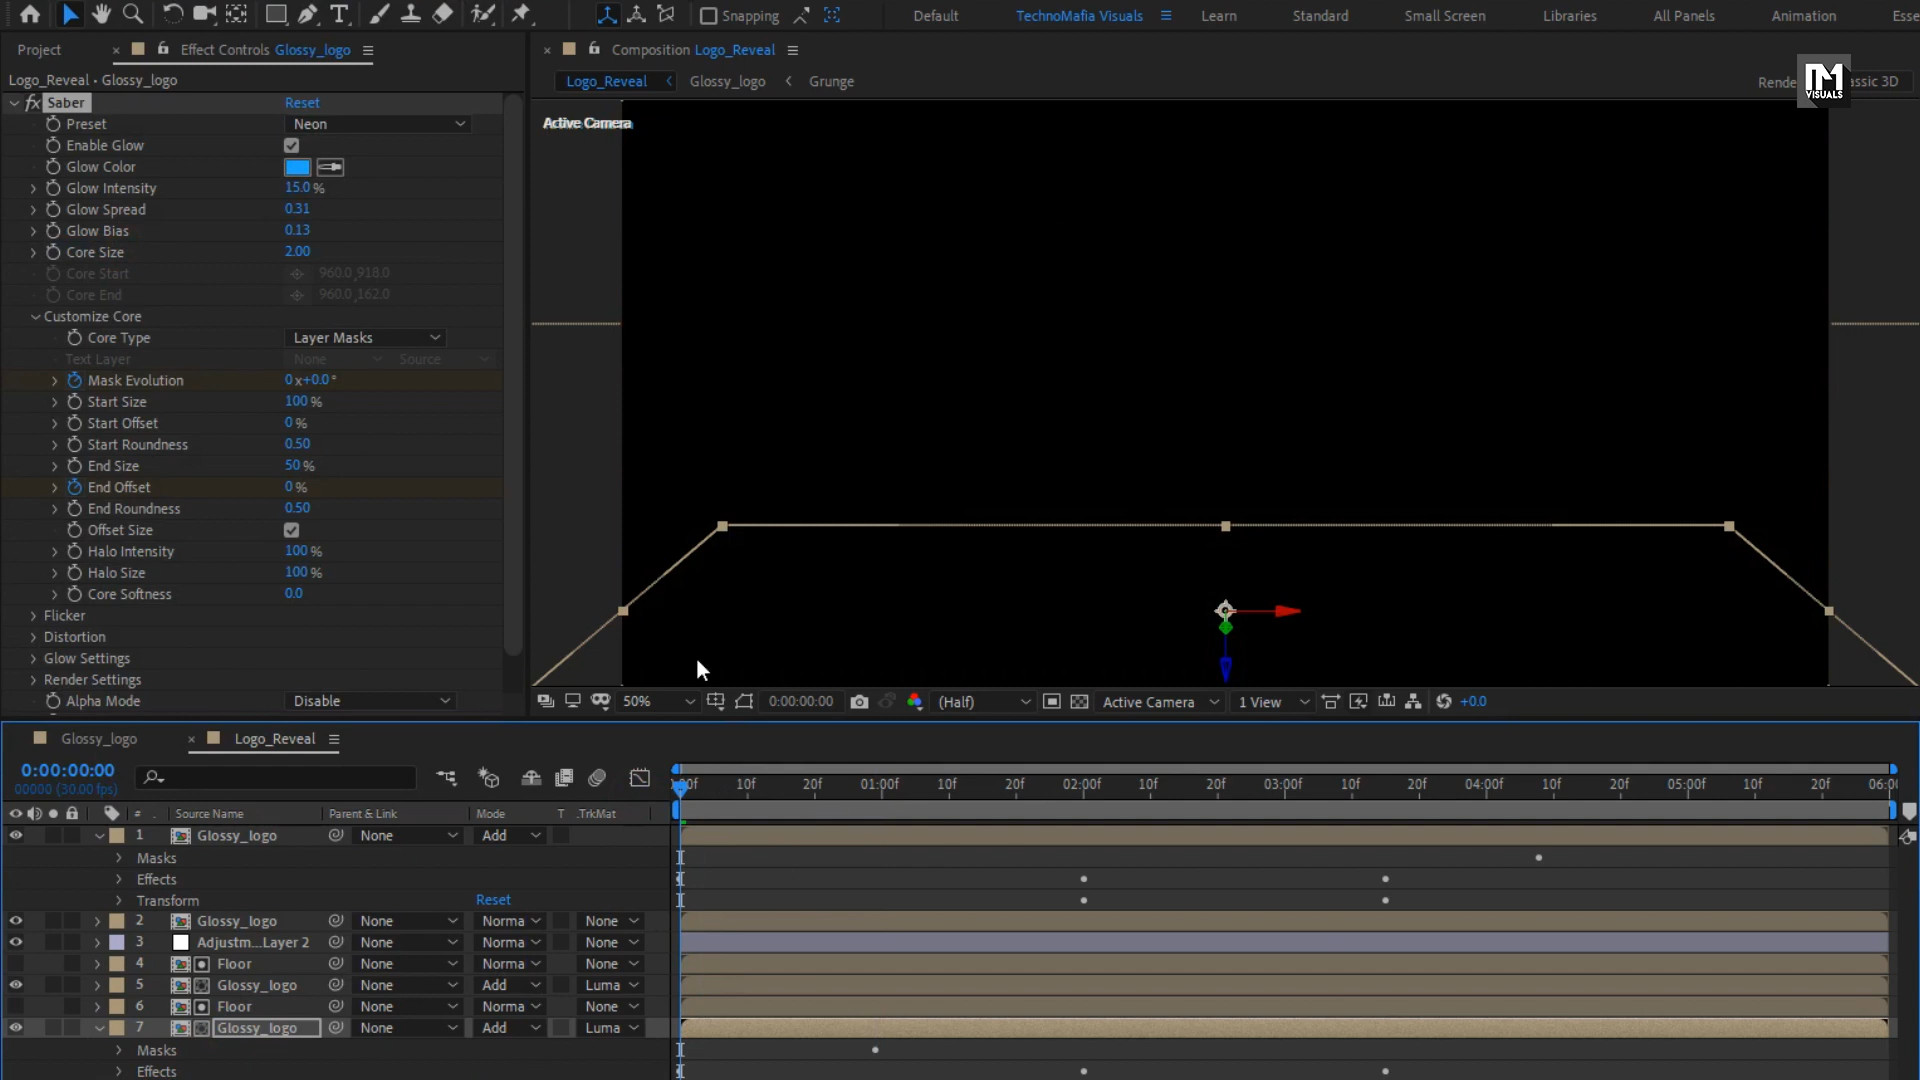 Snapping
Default
TechnoMafia Visuals
Learn
Standard
Small Screen
Libraries
All Panels
Animation
Esse
Project
Effect Controls Glossy_logo
Composition Logo_Reveal
Logo_Reveal • Glossy_logo
Logo_Reveal
Glossy_logo
Grunge
Rende
assic 3D
VISUALS
fx Saber
Reset
Preset
Neon
Enable Glow
Glow Color
Glow Intensity
15.0 %
Glow Spread
0.31
Glow Bias
0.13
Core Size
2.00
Core Start
960.0,918.0
Core End
960.0,162.0
Customize Core
Core Type
Layer Masks
Text Layer
None
Source
Mask Evolution
0 x+0.0 °
Start Size
100 %
Start Offset
0 %
Start Roundness
0.50
End Size
50 %
End Offset
0 %
End Roundness
0.50
Offset Size
Halo Intensity
100 %
Halo Size
100 %
Core Softness
0.0
Flicker
Distortion
Glow Settings
Render Settings
Alpha Mode
Disable
Active Camera
50%
0:00:00:00
(Half)
Active Camera
1 View
+0.0
Glossy_logo
Logo_Reveal
0:00:00:00
00000 (30.00 fps)
10f
20f
01:00f
10f
20f
02:00f
10f
20f
03:00f
10f
20f
04:00f
10f
20f
05:00f
10f
20f
06:00
#
Source Name
Parent & Link
Mode
T
.TrkMat
1 Glossy_logo None Add
Masks
Effects
Transform Reset
2 Glossy_logo None Norma None
3 Adjustm...Layer 2 None Norma None
4 Floor None Norma None
5 Glossy_logo None Add Luma
6 Floor None Norma None
7 Glossy_logo None Add Luma
Masks
Effects